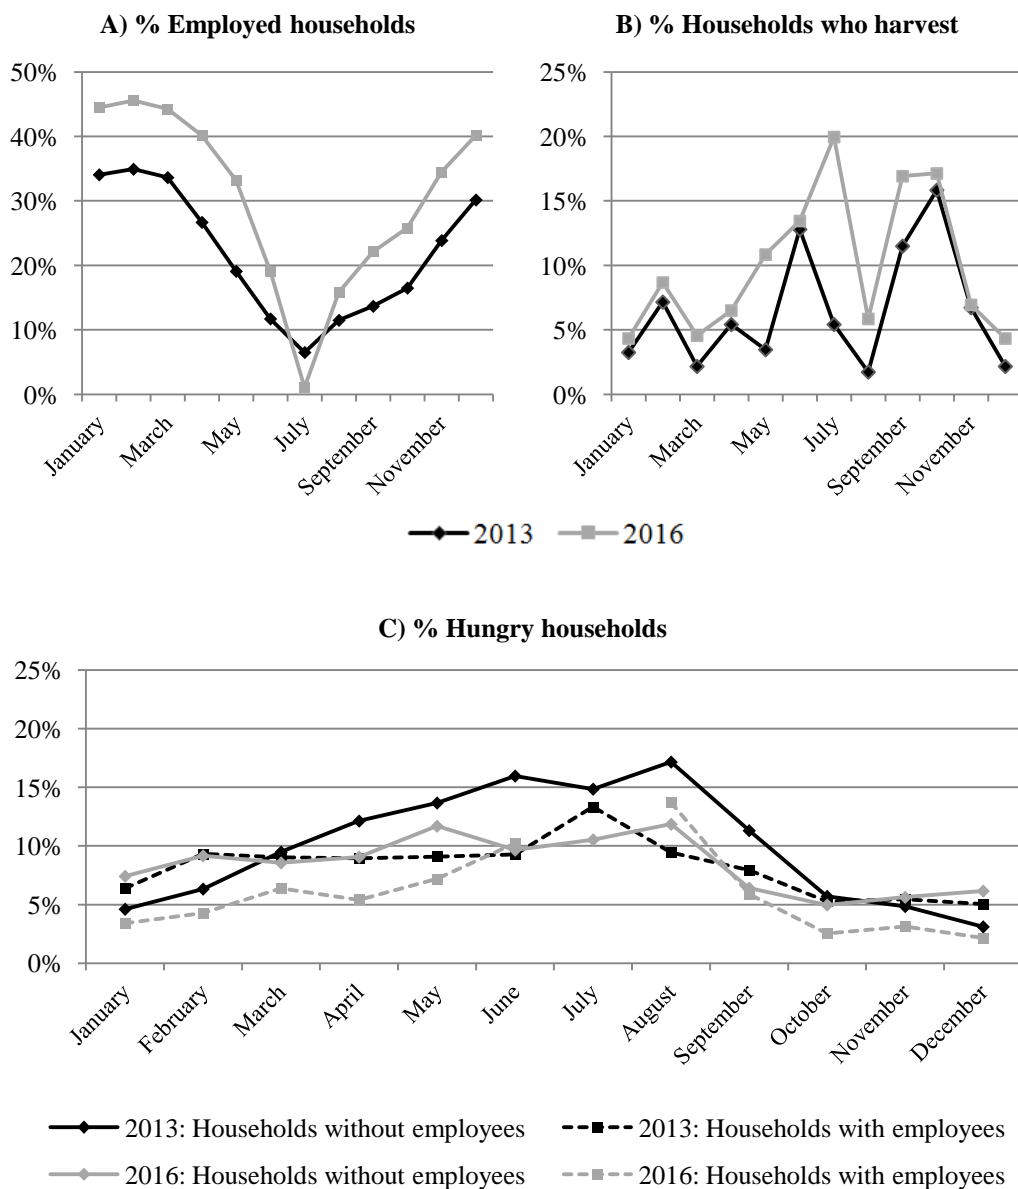 A) % Employed households
50%
40%
30%
20%
10%
0%
January
March
May
July
September
November
B) % Households who harvest
25%
20%
15%
10%
5%
0%
January
March
May
July
September
November
2013 2016
C) % Hungry households
25%
20%
15%
10%
5%
0%
January
February
March
April
May
June
July
August
September
October
November
December
2013: Households without employees 2013: Households with employees
2016: Households without employees 2016: Households with employees